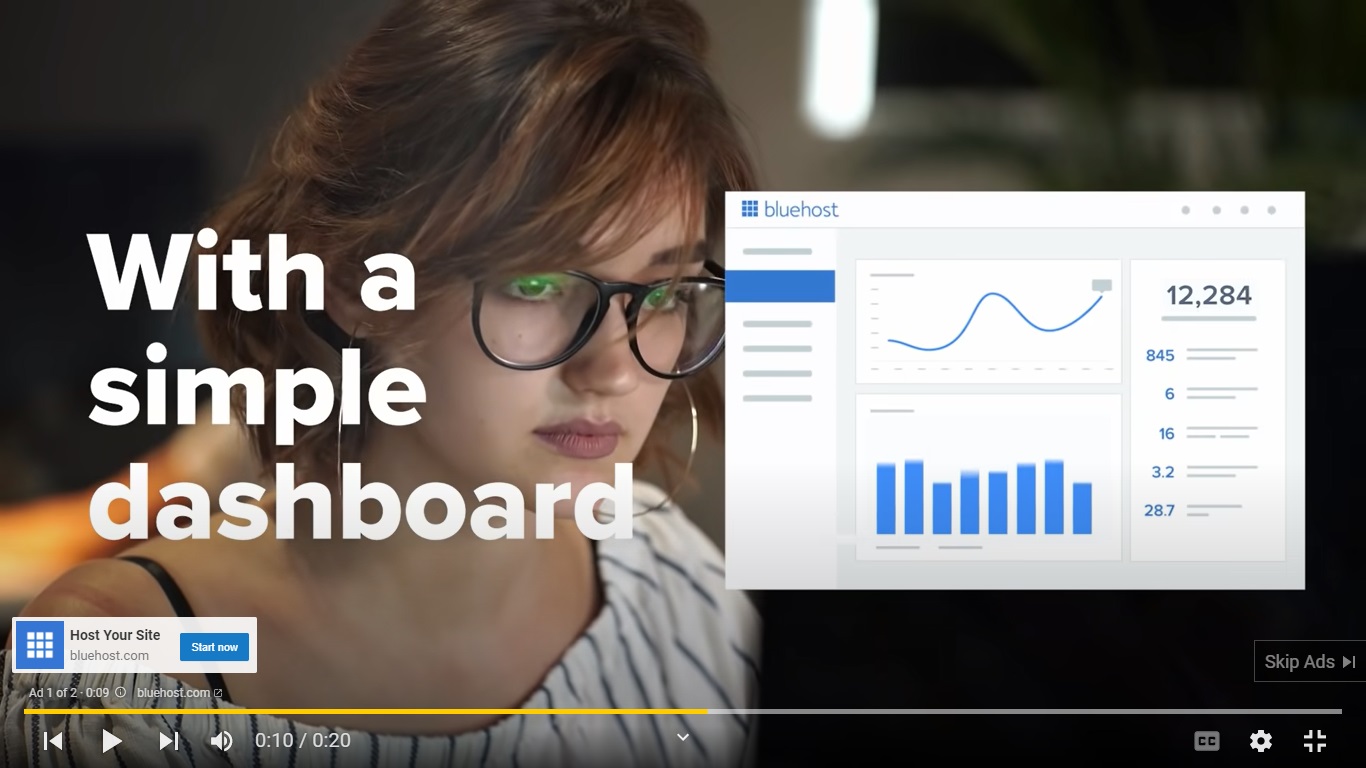 With a
simple
dashboard
bluehost
12,284
845
6
16
3.2
28.7
Host Your Site
bluehost.com
Start now
Skip Ads
Ad 1 of 2 · 0:09
bluehost.com
0:10 / 0:20
CC